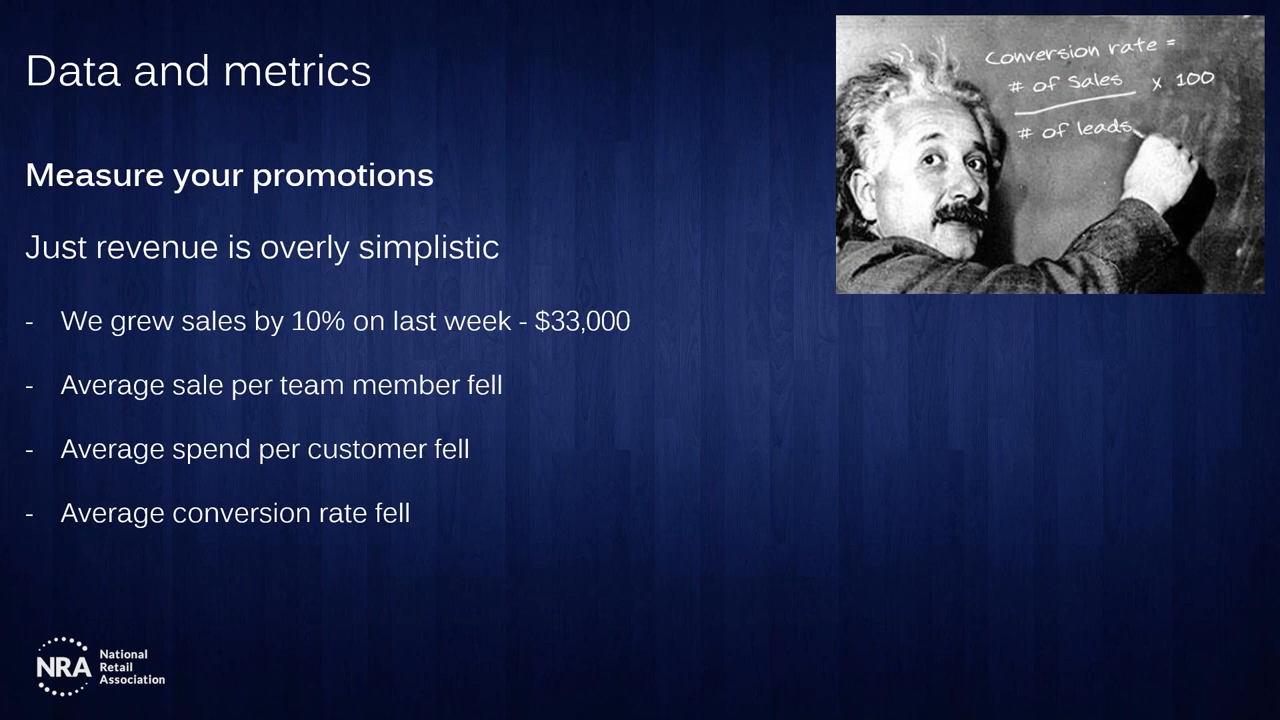 Data and metrics
Conversion rate =
# of Sales x 100
# of leads
Measure your promotions
Just revenue is overly simplistic
- We grew sales by 10% on last week - $33,000
- Average sale per team member fell
- Average spend per customer fell
- Average conversion rate fell
NRA National
Retail
Association